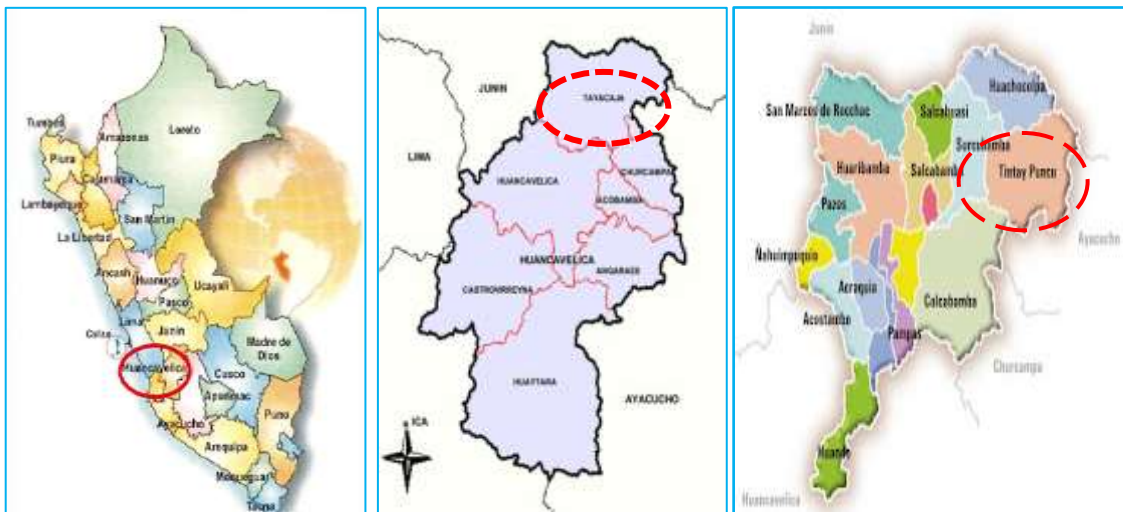 Tumbes
Amazonas
Loreto
Piura
Cajamarca
Lambayeque
San Martin
La Libertad
Ancash
Huanuco
Ucayali
Pasco
Lima
Callao
Junin
Madre de
Dios
Huancavelica
Cusco
Apurimac
Ayacucho
Puno
Arequipa
Moquegua
Tacna
JUNIN
TAYACAJA
LIMA
HUANCAVELICA
CHURCAMPA
ACOBAMBA
HUANCAVELICA
ANGARAES
CASTROVIRREYNA
HUAYTARA
AYACUCHO
ICA
Junin
Huachocolpa
San Marcos de Rocchac
Salcahuasi
Surcubamba
Huaribamba
Salcabamba
Tintay Puncu
Pazos
Ayacucho
Ñahuimpuquio
Acraquia
Colcabamba
Acostambo
Pampas
Churcampa
Huando
Huancavelica